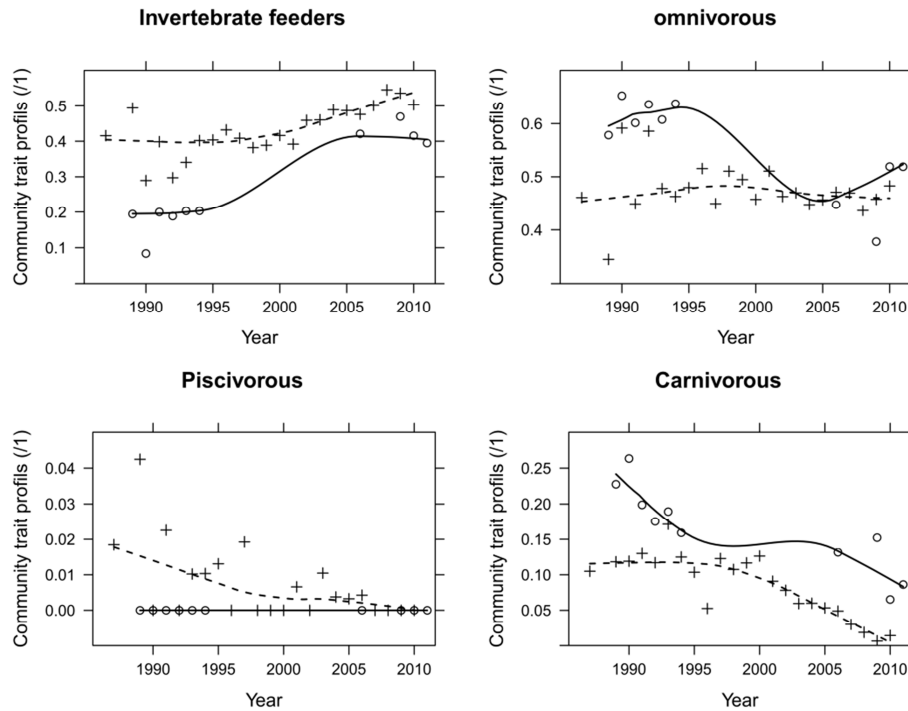 Invertebrate feeders
Community trait profils (/1)
0.5
0.4
0.3
0.2
0.1
1990 1995 2000 2005 2010
Year
omnivorous
Community trait profils (/1)
0.6
0.5
0.4
1990 1995 2000 2005 2010
Year
Piscivorous
Community trait profils (/1)
0.04
0.03
0.02
0.01
0.00
1990 1995 2000 2005 2010
Year
Carnivorous
Community trait profils (/1)
0.25
0.20
0.15
0.10
0.05
1990 1995 2000 2005 2010
Year